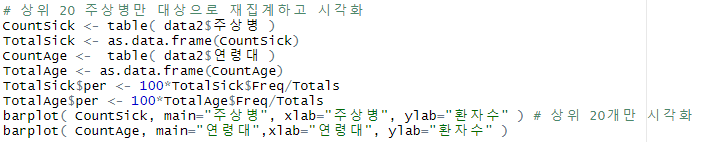 # 상위 20 주상병만 대상으로 재집계하고 시각화
CountSick <- table( data2$주상병 )
TotalSick <- as.data.frame(CountSick)
CountAge <-  table( data2$연령대 )
TotalAge <- as.data.frame(CountAge)
TotalSick$per <- 100*TotalSick$Freq/Totals
TotalAge$per <- 100*TotalAge$Freq/Totals
barplot( CountSick, main="주상병", xlab="주상병", ylab="환자수" ) # 상위 20개만 시각화
barplot( CountAge, main="연령대",xlab="연령대", ylab="환자수" )